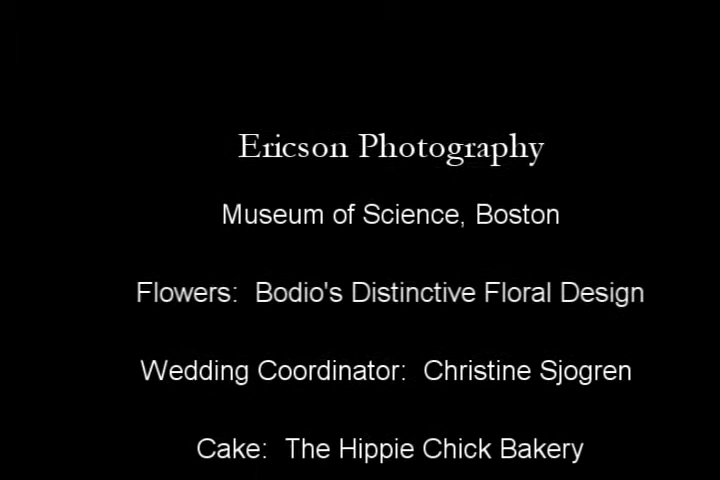 Ericson Photography
Museum of Science, Boston
Flowers:  Bodio's Distinctive Floral Design
Wedding Coordinator:  Christine Sjogren
Cake:  The Hippie Chick Bakery